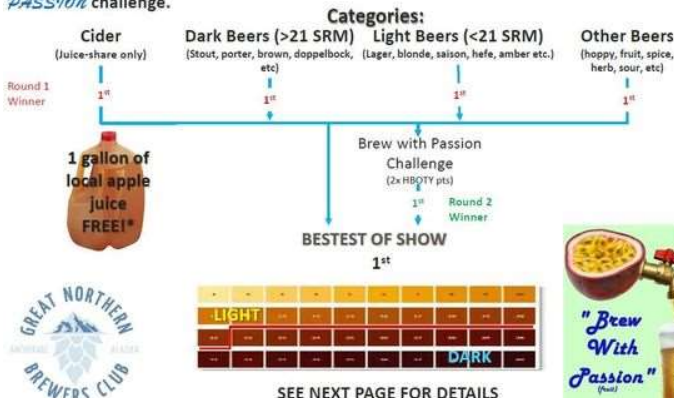 PASSION challenge.
Categories:
Cider
(Juice-share only)
Dark Beers (>21 SRM)
(Stout, porter, brown, doppelbock,
etc)
Light Beers (<21 SRM)
(Lager, blonde, saison, hefe, amber etc.)
Other Beers
(hoppy, fruit, spice,
herb, sour, etc)
Round 1
Winner
1st
1st
1st
1st
1 gallon of
local apple
juice
FREE!*
Brew with Passion
Challenge
(2x HBOTY pts)
1st
Round 2
Winner
BESTEST OF SHOW
1st
LIGHT
DARK
GREAT NORTHERN
ANCHORAGE ALASKA
BREWERS CLUB
"Brew
With
Passion"
(fruit)
SEE NEXT PAGE FOR DETAILS